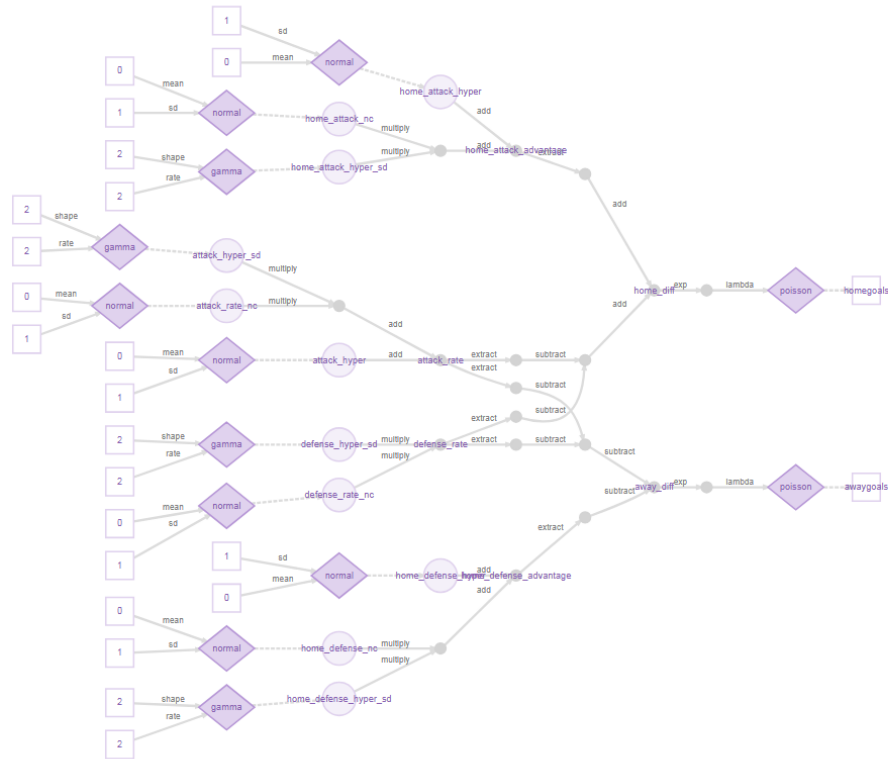 1
sd
0
mean
normal
home_attack_hyper
add
0
mean
1
sd
normal
home_attack_nc
multiply
add
home_attack_advantage
extract
2
shape
gamma
home_attack_hyper_sd
multiply
2
rate
add
2
shape
2
rate
gamma
attack_hyper_sd
multiply
0
mean
normal
attack_rate_nc
multiply
1
sd
add
home_diff
exp
lambda
poisson
homegoals
add
0
mean
normal
attack_hyper
add
attack_rate
extract
subtract
extract
subtract
1
sd
extract
subtract
2
shape
gamma
defense_hyper_sd
multiply
defense_rate
extract
subtract
2
rate
multiply
subtract
defense_rate_nc
subtract
away_diff
exp
lambda
poisson
awaygoals
0
mean
normal
1
sd
extract
1
sd
0
mean
normal
home_defense_hyper
add
home_defense_advantage
add
0
mean
1
sd
normal
home_defense_nc
multiply
multiply
2
shape
gamma
home_defense_hyper_sd
2
rate